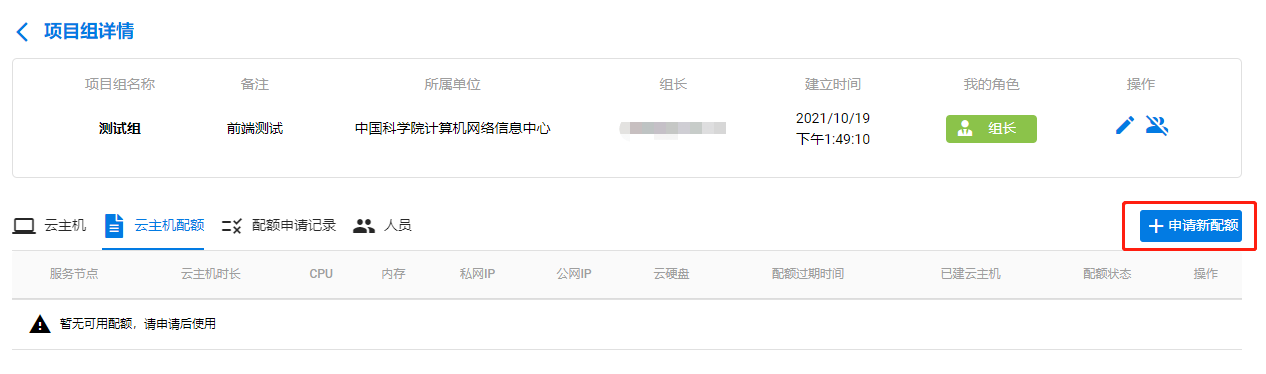 项目组详情
项目组名称 备注 所属单位 组长 建立时间 我的角色 操作
测试组 前端测试 中国科学院计算机网络信息中心 2021/10/19 下午1:49:10 组长
云主机 云主机配额 配额申请记录 人员 申请新配额
服务节点 云主机时长 CPU 内存 私网IP 公网IP 云硬盘 配额过期时间 已建云主机 配额状态 操作
暂无可用配额，请申请后使用